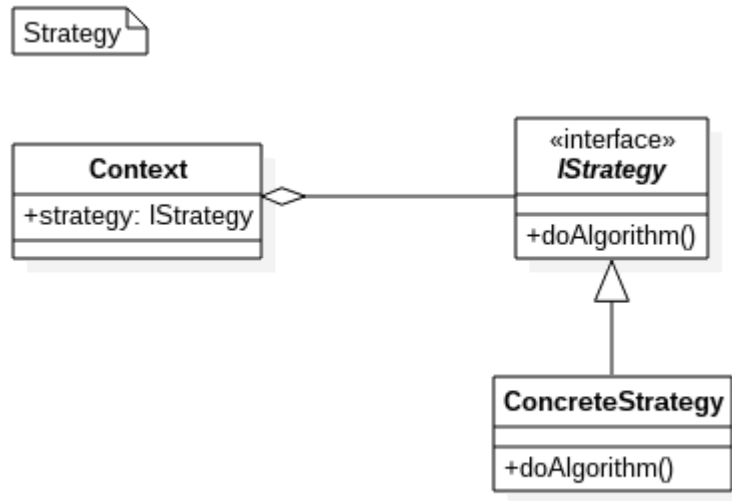 Strategy
Context
+strategy: IStrategy
«interface»
IStrategy
+doAlgorithm()
ConcreteStrategy
+doAlgorithm()